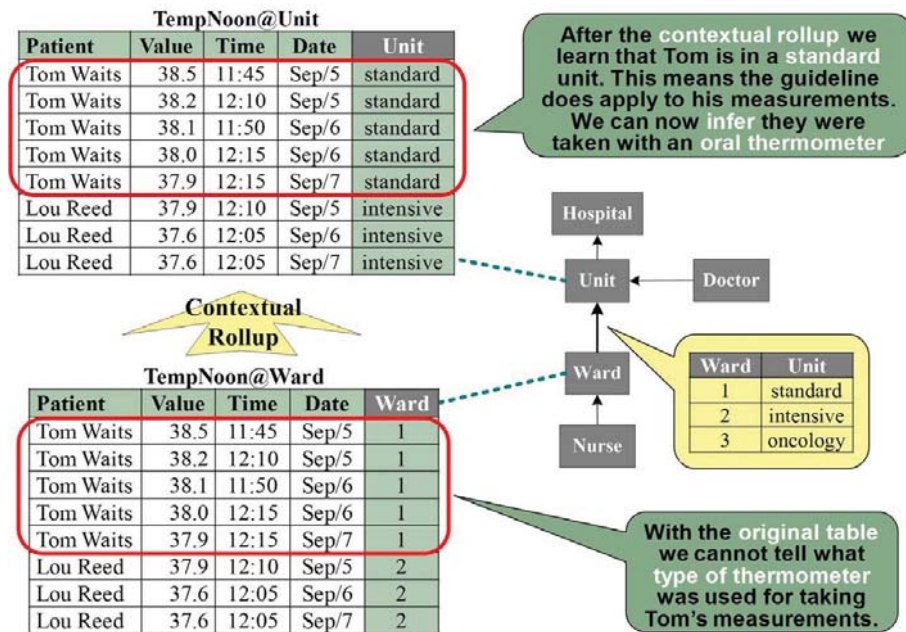 TempNoon@Unit
Patient Value Time Date Unit
Tom Waits 38.5 11:45 Sep/5 standard
Tom Waits 38.2 12:10 Sep/5 standard
Tom Waits 38.1 11:50 Sep/6 standard
Tom Waits 38.0 12:15 Sep/6 standard
Tom Waits 37.9 12:15 Sep/7 standard
Lou Reed 37.9 12:10 Sep/5 intensive
Lou Reed 37.6 12:05 Sep/6 intensive
Lou Reed 37.6 12:05 Sep/7 intensive
After the contextual rollup we
learn that Tom is in a standard
unit. This means the guideline
does apply to his measurements.
We can now infer they were
taken with an oral thermometer
Hospital
Unit
Doctor
Ward
Nurse
Ward Unit
1 standard
2 intensive
3 oncology
Contextual
Rollup
TempNoon@Ward
Patient Value Time Date Ward
Tom Waits 38.5 11:45 Sep/5 1
Tom Waits 38.2 12:10 Sep/5 1
Tom Waits 38.1 11:50 Sep/6 1
Tom Waits 38.0 12:15 Sep/6 1
Tom Waits 37.9 12:15 Sep/7 1
Lou Reed 37.9 12:10 Sep/5 2
Lou Reed 37.6 12:05 Sep/6 2
Lou Reed 37.6 12:05 Sep/7 2
With the original table
we cannot tell what
type of thermometer
was used for taking
Tom's measurements.